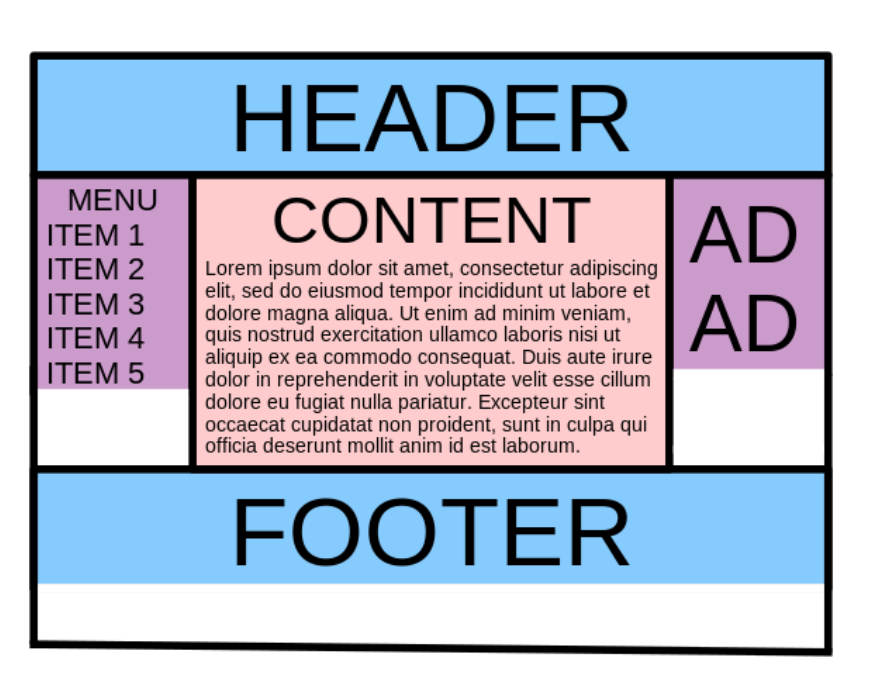 HEADER
MENU
ITEM 1
ITEM 2
ITEM 3
ITEM 4
ITEM 5
CONTENT
Lorem ipsum dolor sit amet, consectetur adipiscing
elit, sed do eiusmod tempor incididunt ut labore et
dolore magna aliqua. Ut enim ad minim veniam,
quis nostrud exercitation ullamco laboris nisi ut
aliquip ex ea commodo consequat. Duis aute irure
dolor in reprehenderit in voluptate velit esse cillum
dolore eu fugiat nulla pariatur. Excepteur sint
occaecat cupidatat non proident, sunt in culpa qui
officia deserunt mollit anim id est laborum.
AD
AD
FOOTER